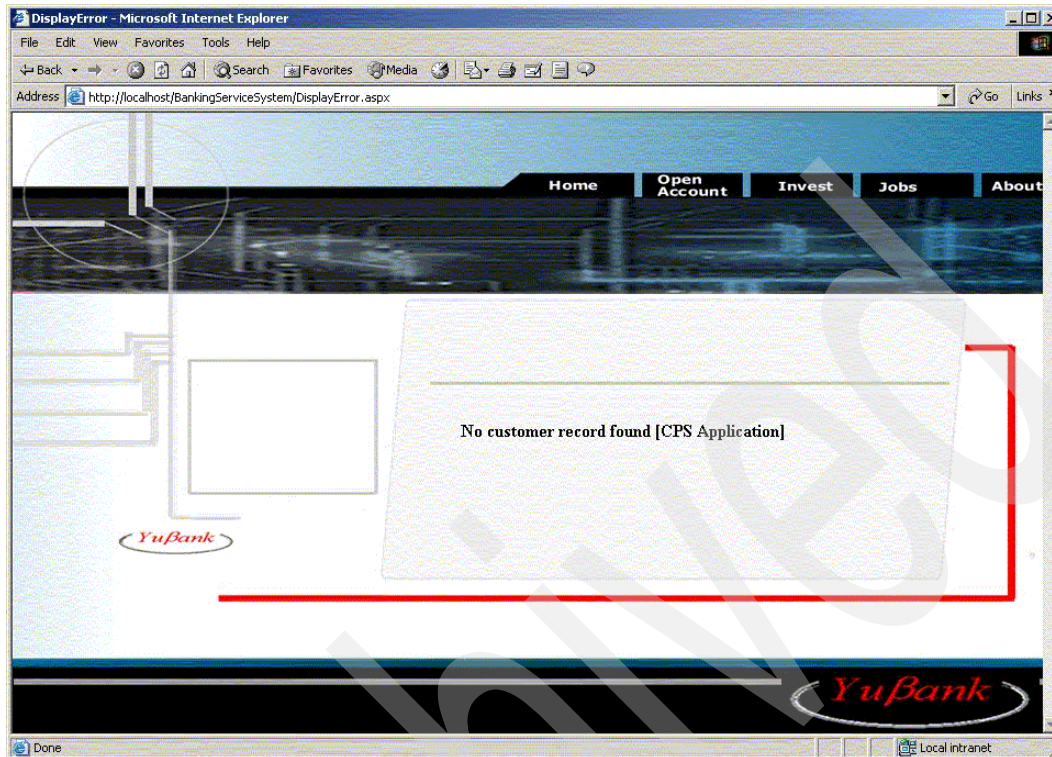 DisplayError - Microsoft Internet Explorer
File Edit View Favorites Tools Help
Back Search Favorites Media
Address http://localhost/BankingServiceSystem/DisplayError.aspx Go Links
Home Open Account Invest Jobs About
No customer record found [CPS Application]
YuβanK
YuβanK
Done Local intranet
hived